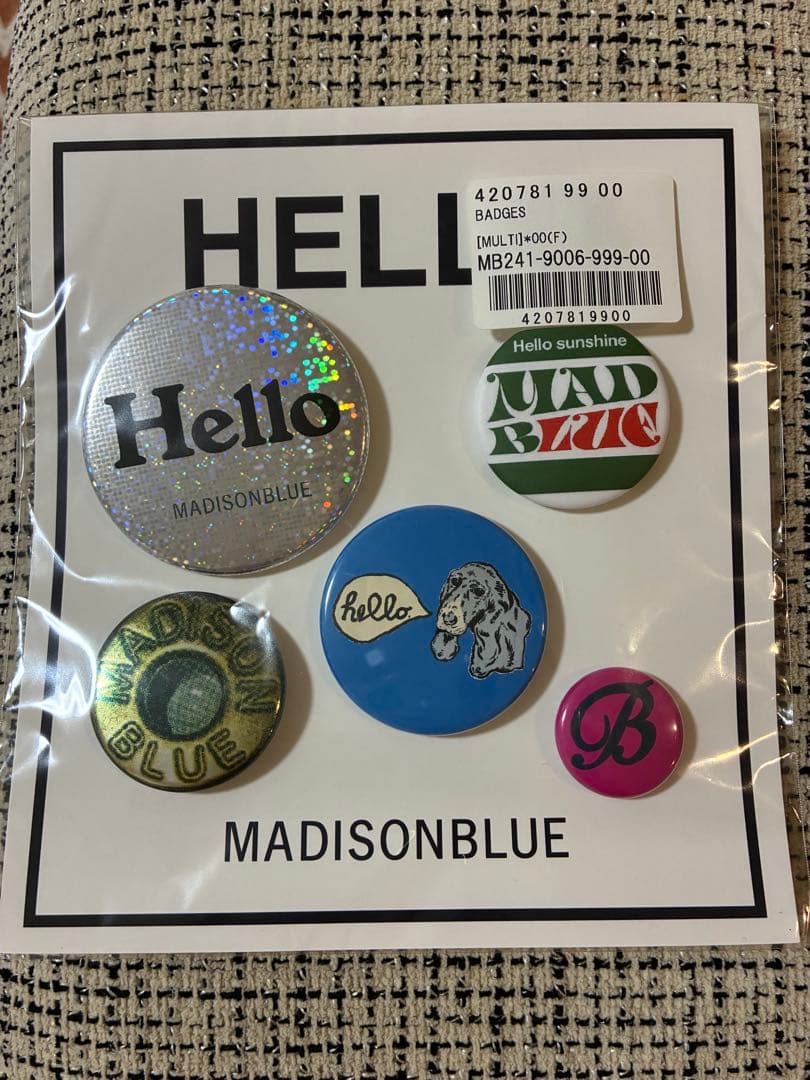 HELL
420781 99 00
BADGES
[MULTI]*00(F)
MB241-9006-999-00
4207819900
Hello
MADISONBLUE
Hello sunshine
MAD
BLUE
hello.
MADISON
BLUE
B
MADISONBLUE